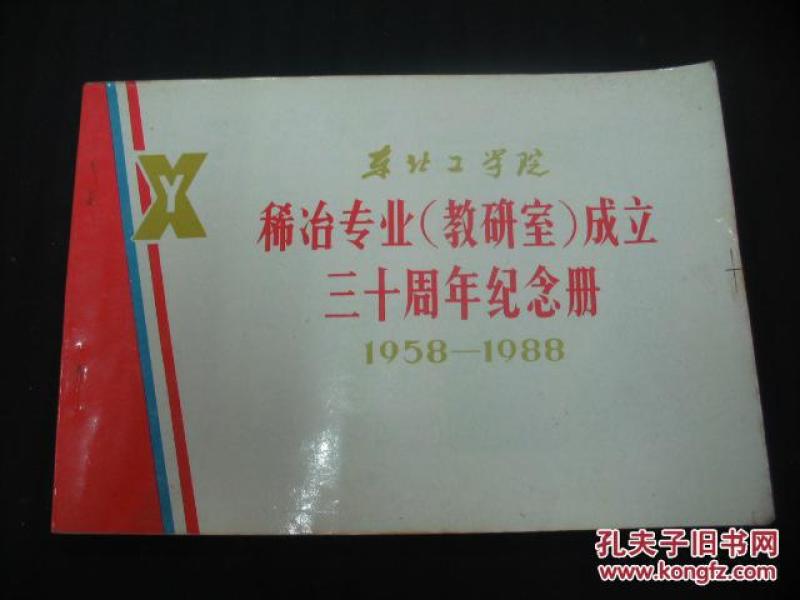 XY
东北工学院
稀冶专业(教研室)成立
三十周年纪念册
1958—1988
孔夫子旧书网
www.kongfz.com